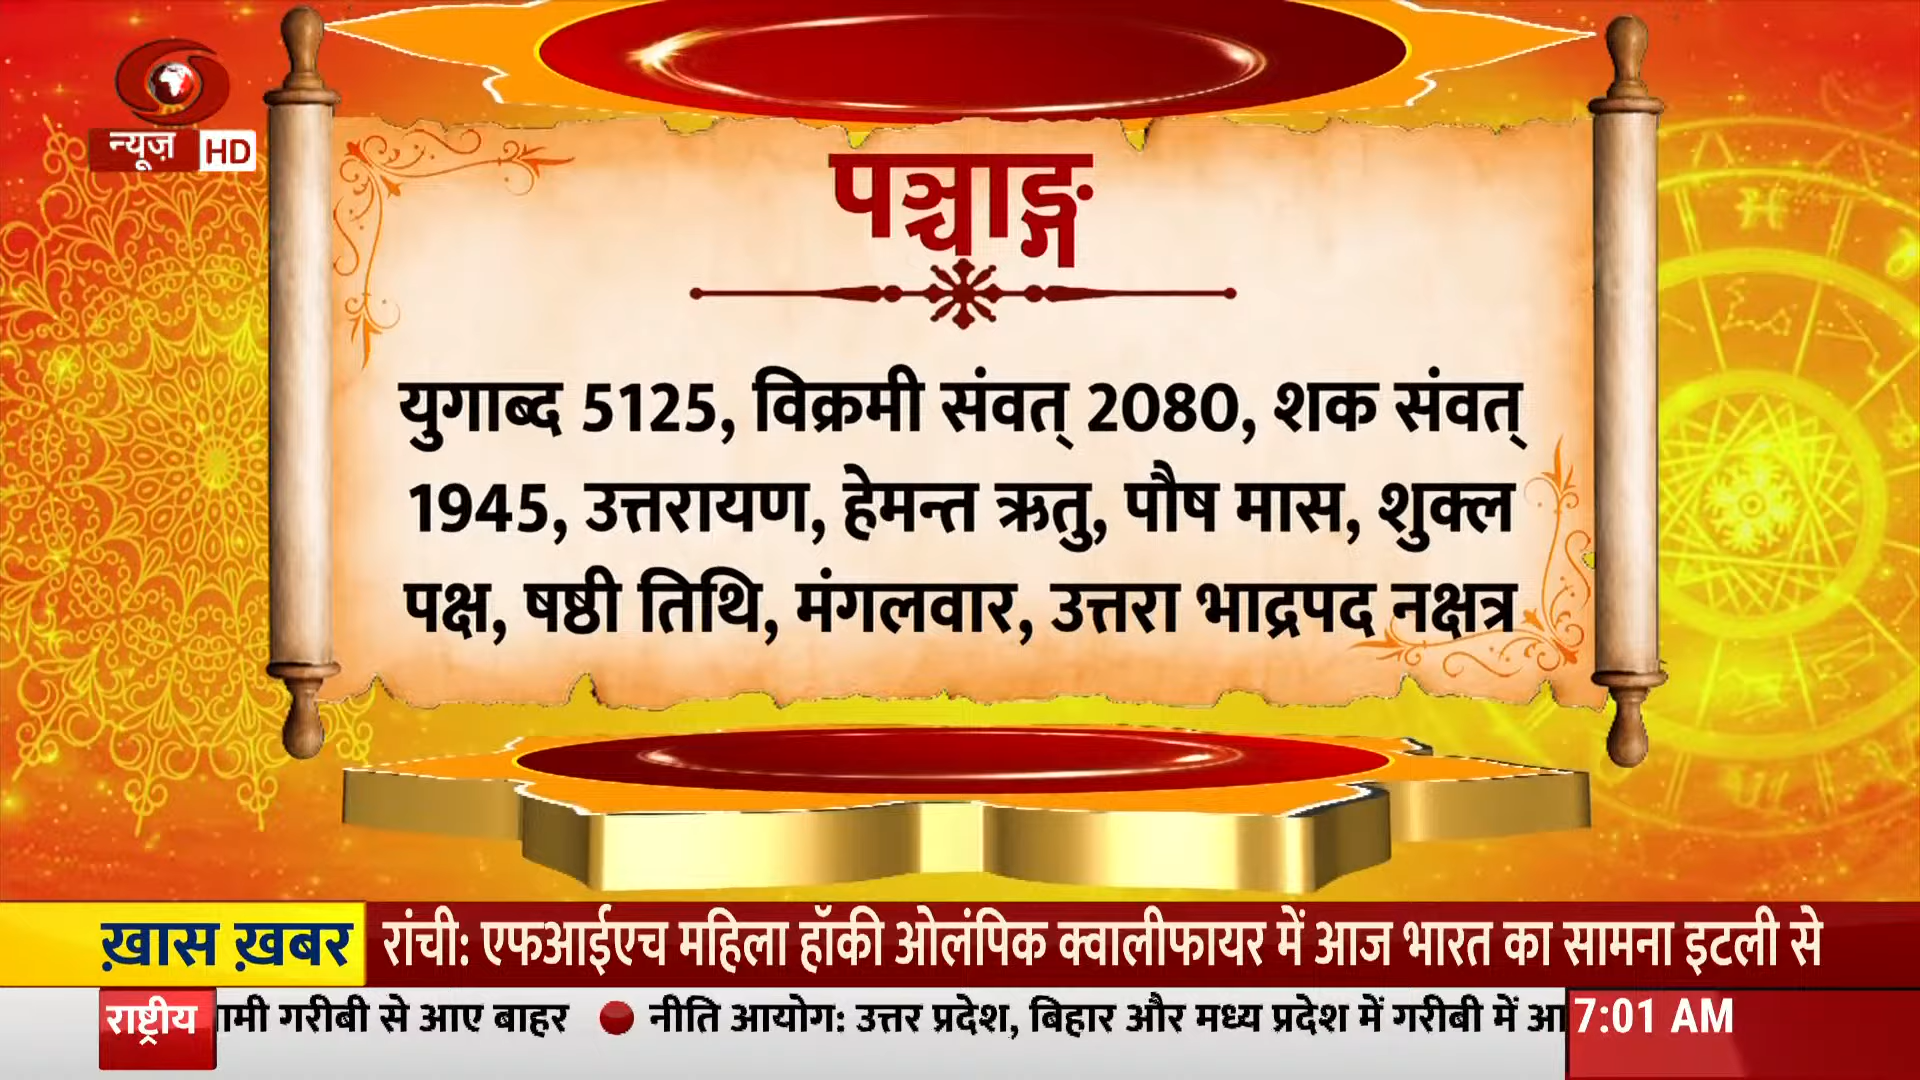 न्यूज़ HD
पञ्चाङ्ग
युगाब्द 5125, विक्रमी संवत् 2080, शक संवत्
1945, उत्तरायण, हेमन्त ऋतु, पौष मास, शुक्ल
पक्ष, षष्ठी तिथि, मंगलवार, उत्तरा भाद्रपद नक्षत्र
ख़ास ख़बर रांची: एफआईएच महिला हॉकी ओलंपिक क्वालीफायर में आज भारत का सामना इटली से
राष्ट्रीय गरीबी से आए बाहर ● नीति आयोग: उत्तर प्रदेश, बिहार और मध्य प्रदेश में गरीबी में 7:01 AM